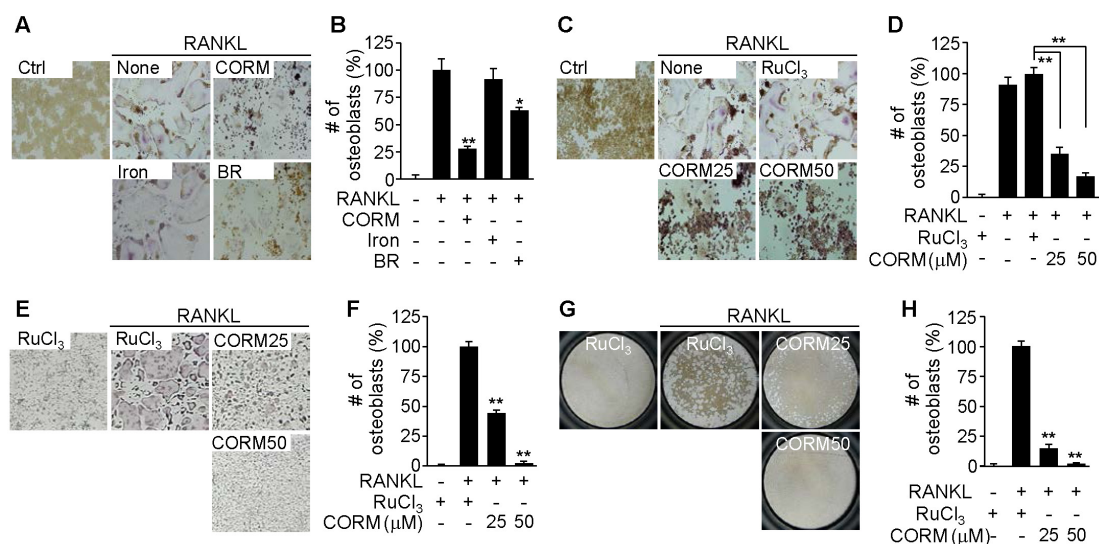 A
RANKL
Ctrl
None
CORM
Iron
BR
B
# of
osteoblasts (%)
125
100
75
50
25
0
**
*
RANKL - + + + + 
CORM - - + - -
Iron - - - + -
BR - - - - +
C
RANKL
Ctrl
None
RuCl3
CORM25
CORM50
D
# of
osteoblasts (%)
125
100
75
50
25
0
**
**
RANKL - + + + +
RuCl3 + - + - -
CORM (μM) - - - 25 50
E
RANKL
RuCl3
RuCl3
CORM25
CORM50
F
# of
osteoblasts (%)
125
100
75
50
25
0
**
**
RANKL - + + +
RuCl3 + + - -
CORM (μM) - - 25 50
G
RANKL
RuCl3
RuCl3
CORM25
CORM50
H
# of
osteoblasts (%)
125
100
75
50
25
0
**
**
RANKL - + + +
RuCl3 + + - -
CORM (μM) - - 25 50